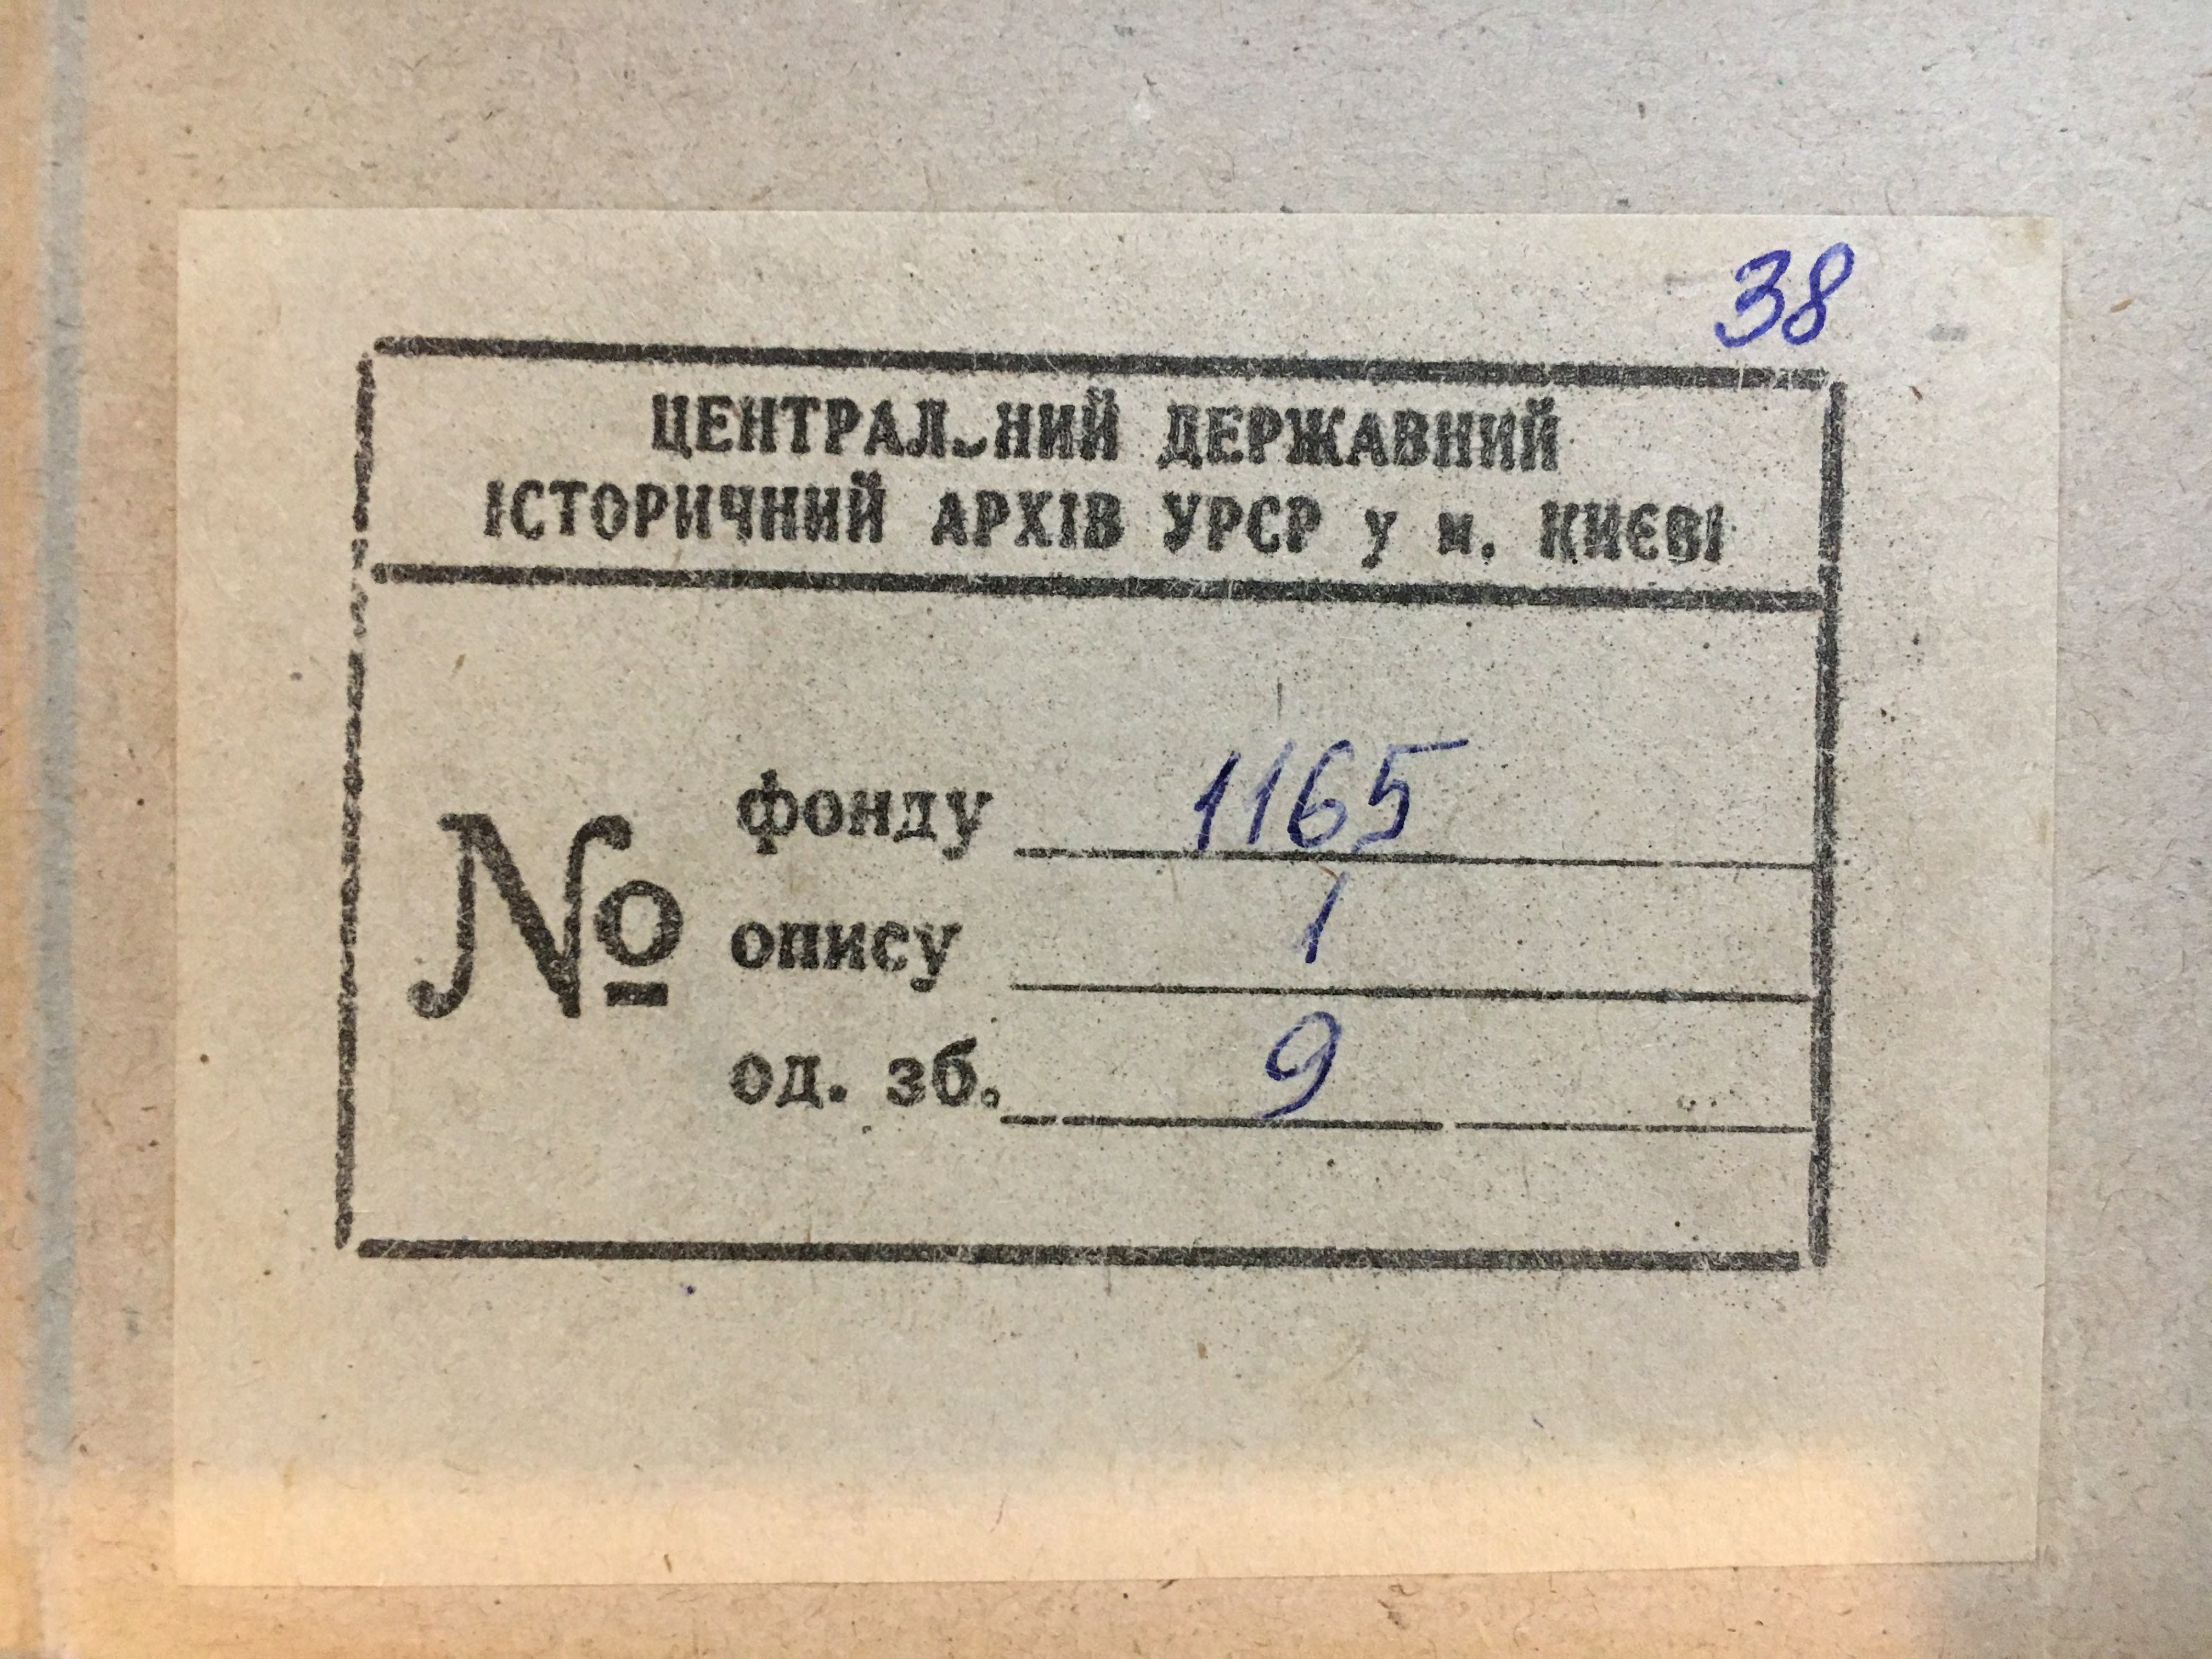 38
ЦЕНТРАЛЬНИЙ ДЕРЖАВНИЙ
ІСТОРИЧНИЙ АРХІВ УРСР у м. КИЄВІ
№
фонду 1165
опису 1
од. зб. 9